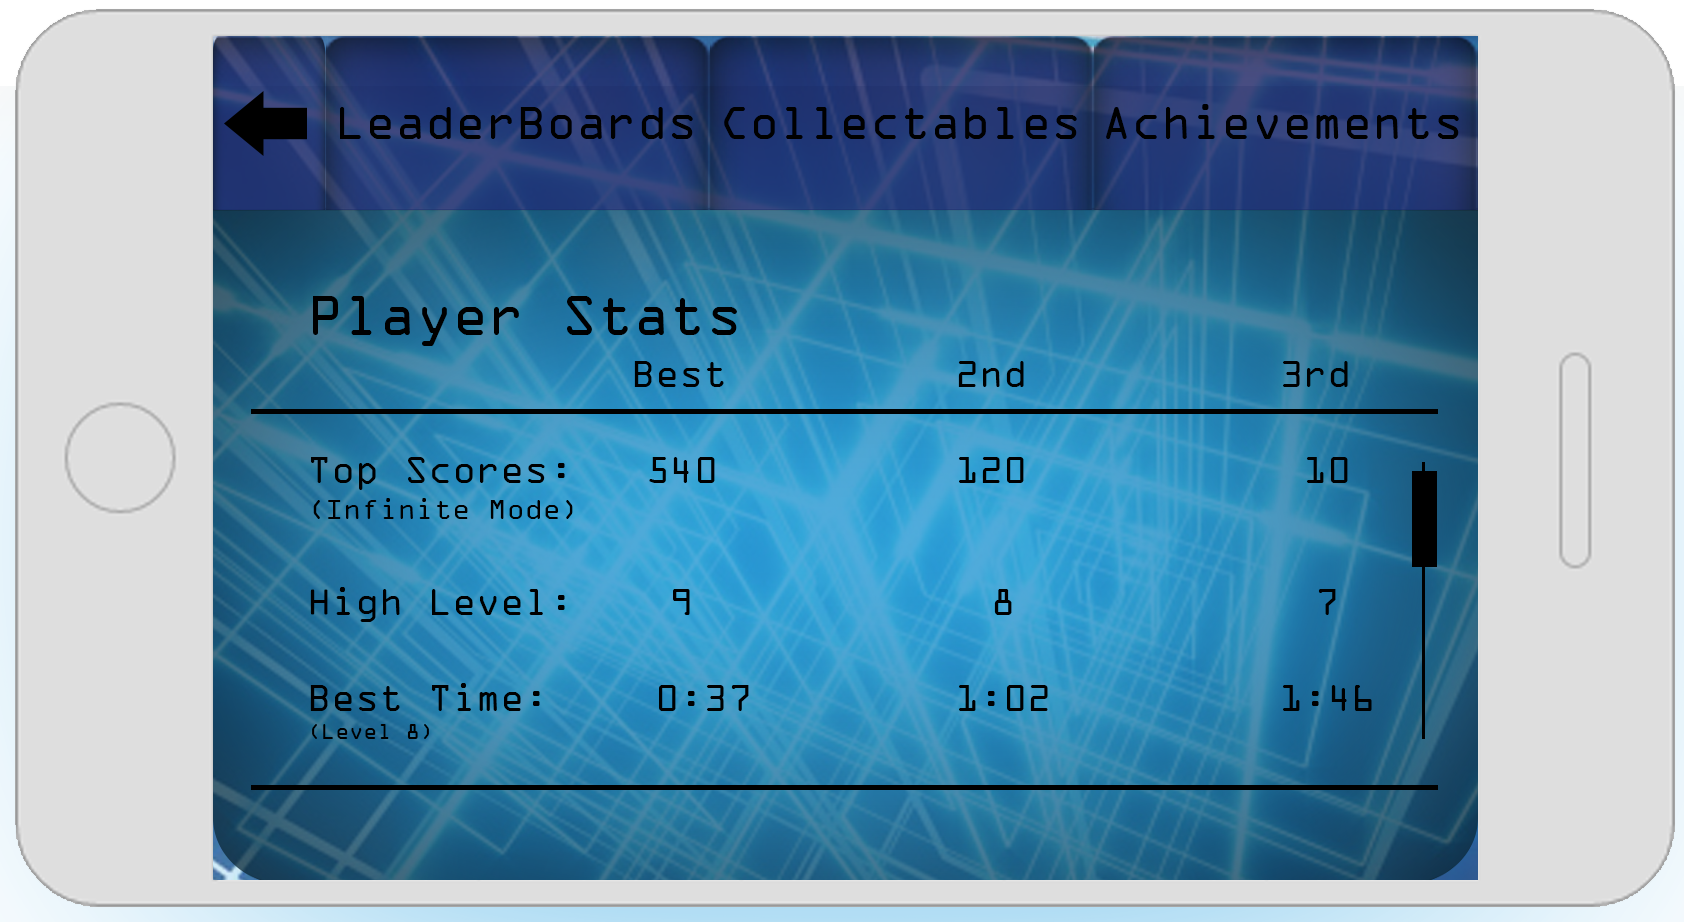 LeaderBoards Collectables Achievements
Player Stats
Best 2nd 3rd
Top Scores: 540 120 10
(Infinite Mode)
High Level: 9 8 7
Best Time: 0:37 1:02 1:46
(Level 8)